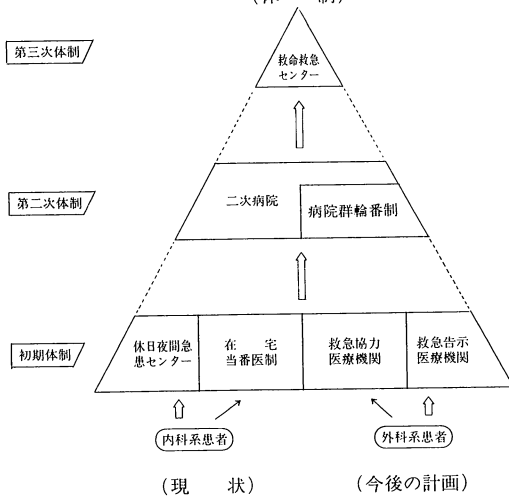 第三次体制
救命救急
センター
第二次体制
二次病院
病院群輪番制
初期体制
休日夜間急
患センター
在　　宅
当番医制
救急協力
医療機関
救急告示
医療機関
内科系患者
外科系患者
(現　　状)
(今後の計画)